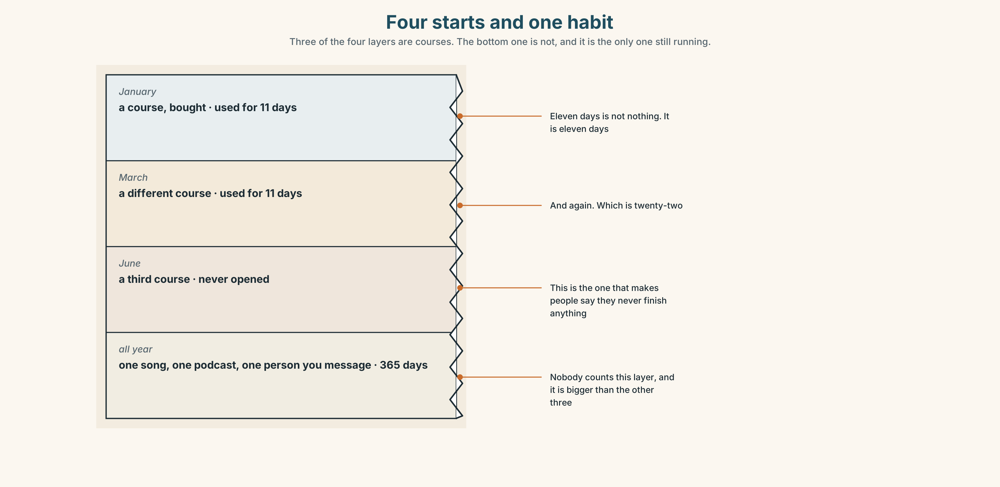 Four starts and one habit
Three of the four layers are courses. The bottom one is not, and it is the only one still running.
January
a course, bought · used for 11 days
Eleven days is not nothing. It
is eleven days
March
a different course · used for 11 days
And again. Which is twenty-two
June
a third course · never opened
This is the one that makes
people say they never finish
anything
all year
one song, one podcast, one person you message · 365 days
Nobody counts this layer, and
it is bigger than the other
three